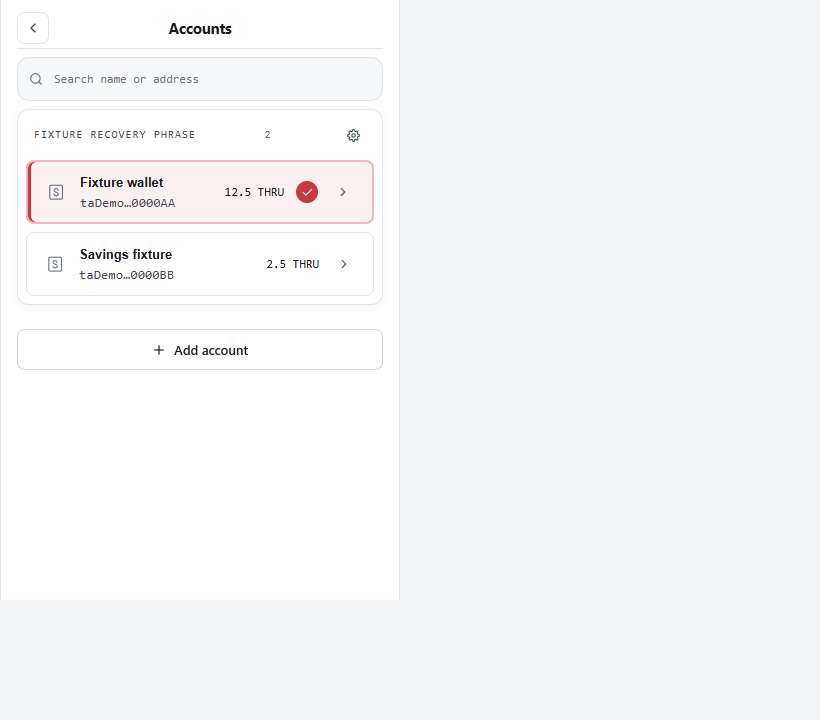 Accounts
Search name or address
FIXTURE RECOVERY PHRASE 2
S Fixture wallet 12.5 THRU
taDemo…0000AA
S Savings fixture 2.5 THRU
taDemo…0000BB
+ Add account